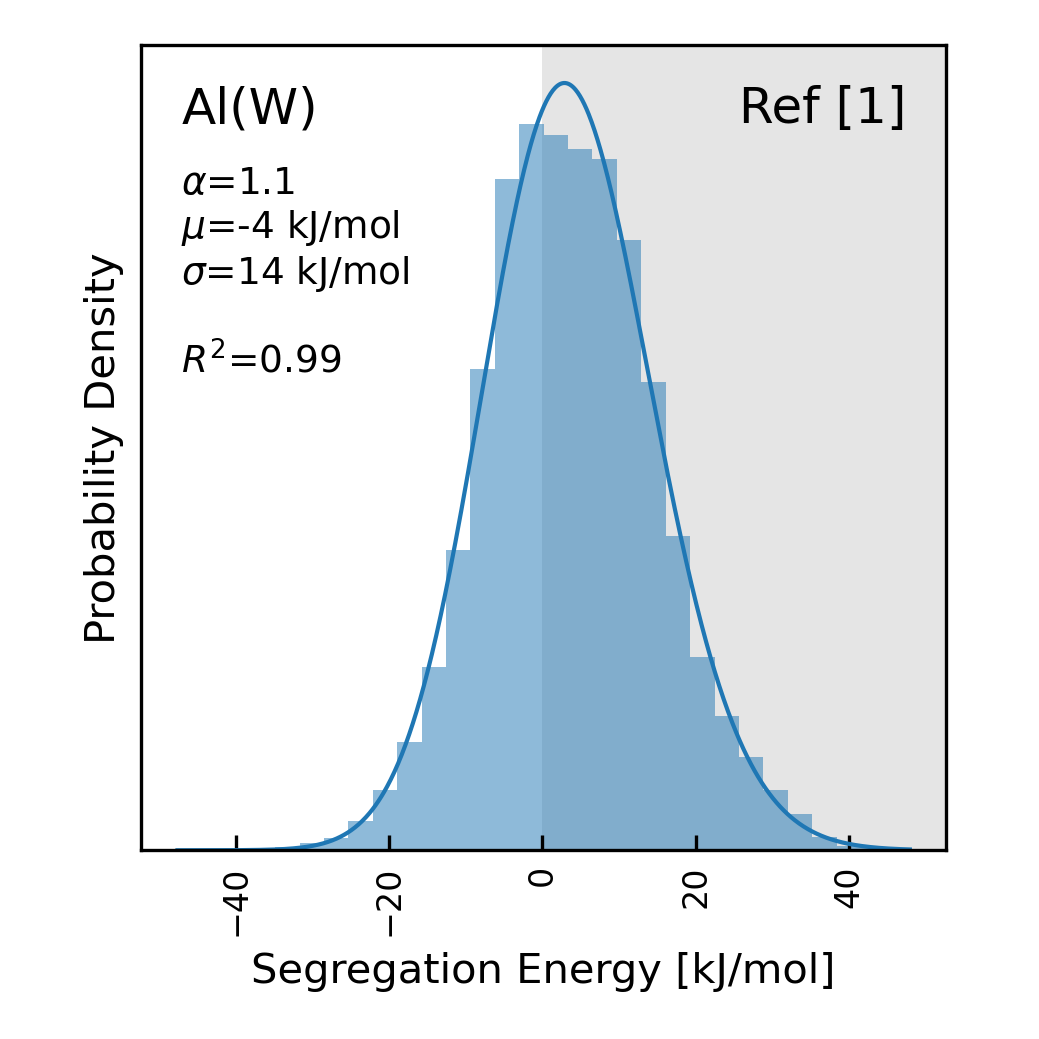 Al(W)
Ref [1]
α=1.1
μ=-4 kJ/mol
σ=14 kJ/mol
R²=0.99
Probability Density
−40
−20
0
20
40
Segregation Energy [kJ/mol]